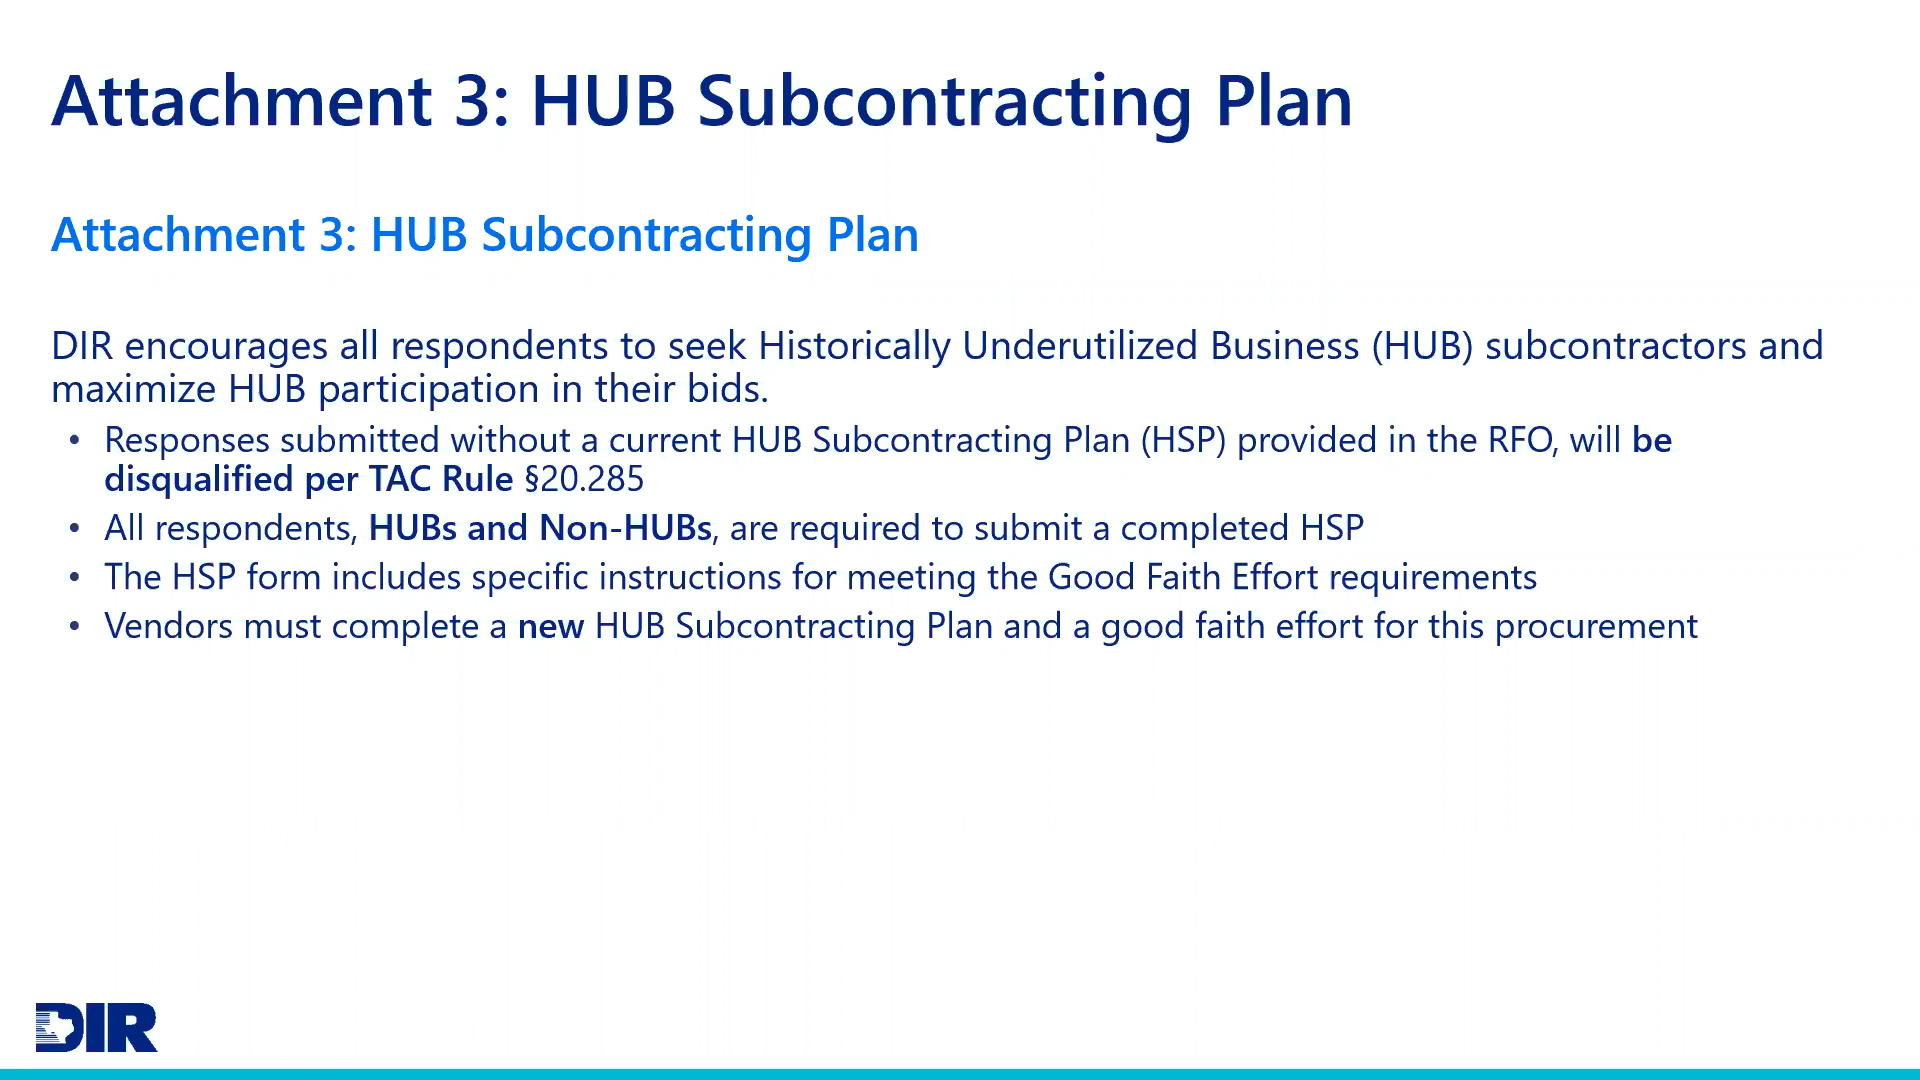 Attachment 3: HUB Subcontracting Plan
Attachment 3: HUB Subcontracting Plan
DIR encourages all respondents to seek Historically Underutilized Business (HUB) subcontractors and
maximize HUB participation in their bids.
• Responses submitted without a current HUB Subcontracting Plan (HSP) provided in the RFO, will be
disqualified per TAC Rule §20.285
• All respondents, HUBs and Non-HUBs, are required to submit a completed HSP
• The HSP form includes specific instructions for meeting the Good Faith Effort requirements
• Vendors must complete a new HUB Subcontracting Plan and a good faith effort for this procurement
DIR